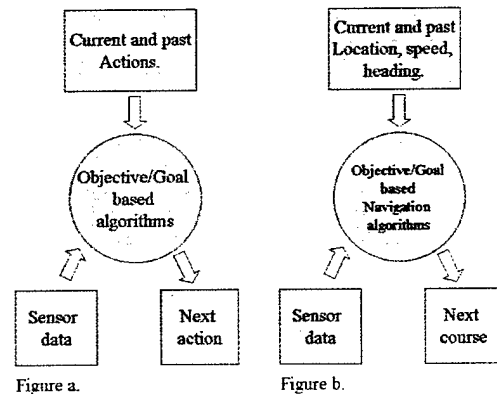 Current and past
Actions.
Objective/Goal
based
algorithms
Sensor
data
Next
action
Figure a.
Current and past
Location, speed,
heading.
Objective/Goal
based
Navigation
algorithms
Sensor
data
Next
course
Figure b.